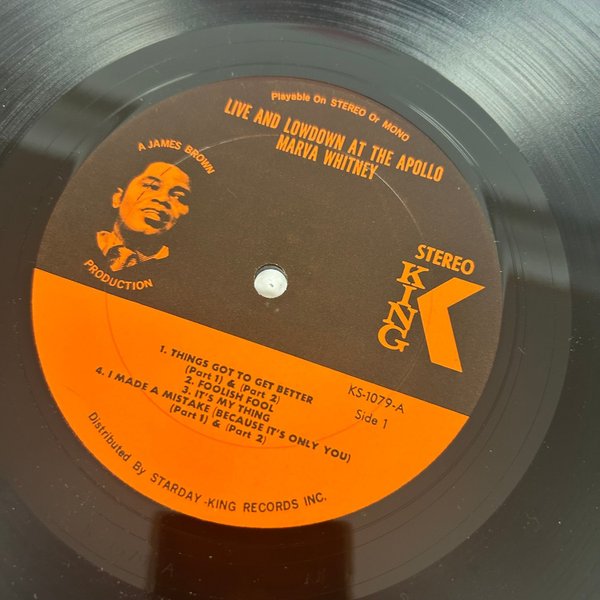 Playable On STEREO Or MONO
LIVE AND LOWDOWN AT THE APOLLO
MARVA WHITNEY
A JAMES BROWN
PRODUCTION
STEREO
KING
K
KS-1079-A
Side 1
1. THINGS GOT TO GET BETTER
(Part 1) & (Part 2)
2. FOOLISH FOOL
3. IT'S MY THING
4. I MADE A MISTAKE (BECAUSE IT'S ONLY YOU)
(Part 1) & (Part 2)
Distributed By STARDAY-KING RECORDS INC.